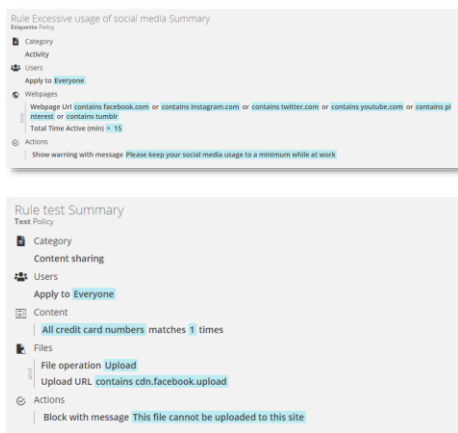 Rule Excessive usage of social media Summary
Etiquette Policy
Category
Activity
Users
Apply to Everyone
Webpages
Webpage Url contains facebook.com or contains instagram.com or contains twitter.com or contains youtube.com or contains pi
nterest or contains tumblr
and
Total Time Active (min) > 15
Actions
Show warning with message Please keep your social media usage to a minimum while at work
Rule test Summary
Test Policy
Category
Content sharing
Users
Apply to Everyone
Content
All credit card numbers matches 1 times
Files
File operation Upload
and
Upload URL contains cdn.facebook.upload
Actions
Block with message This file cannot be uploaded to this site